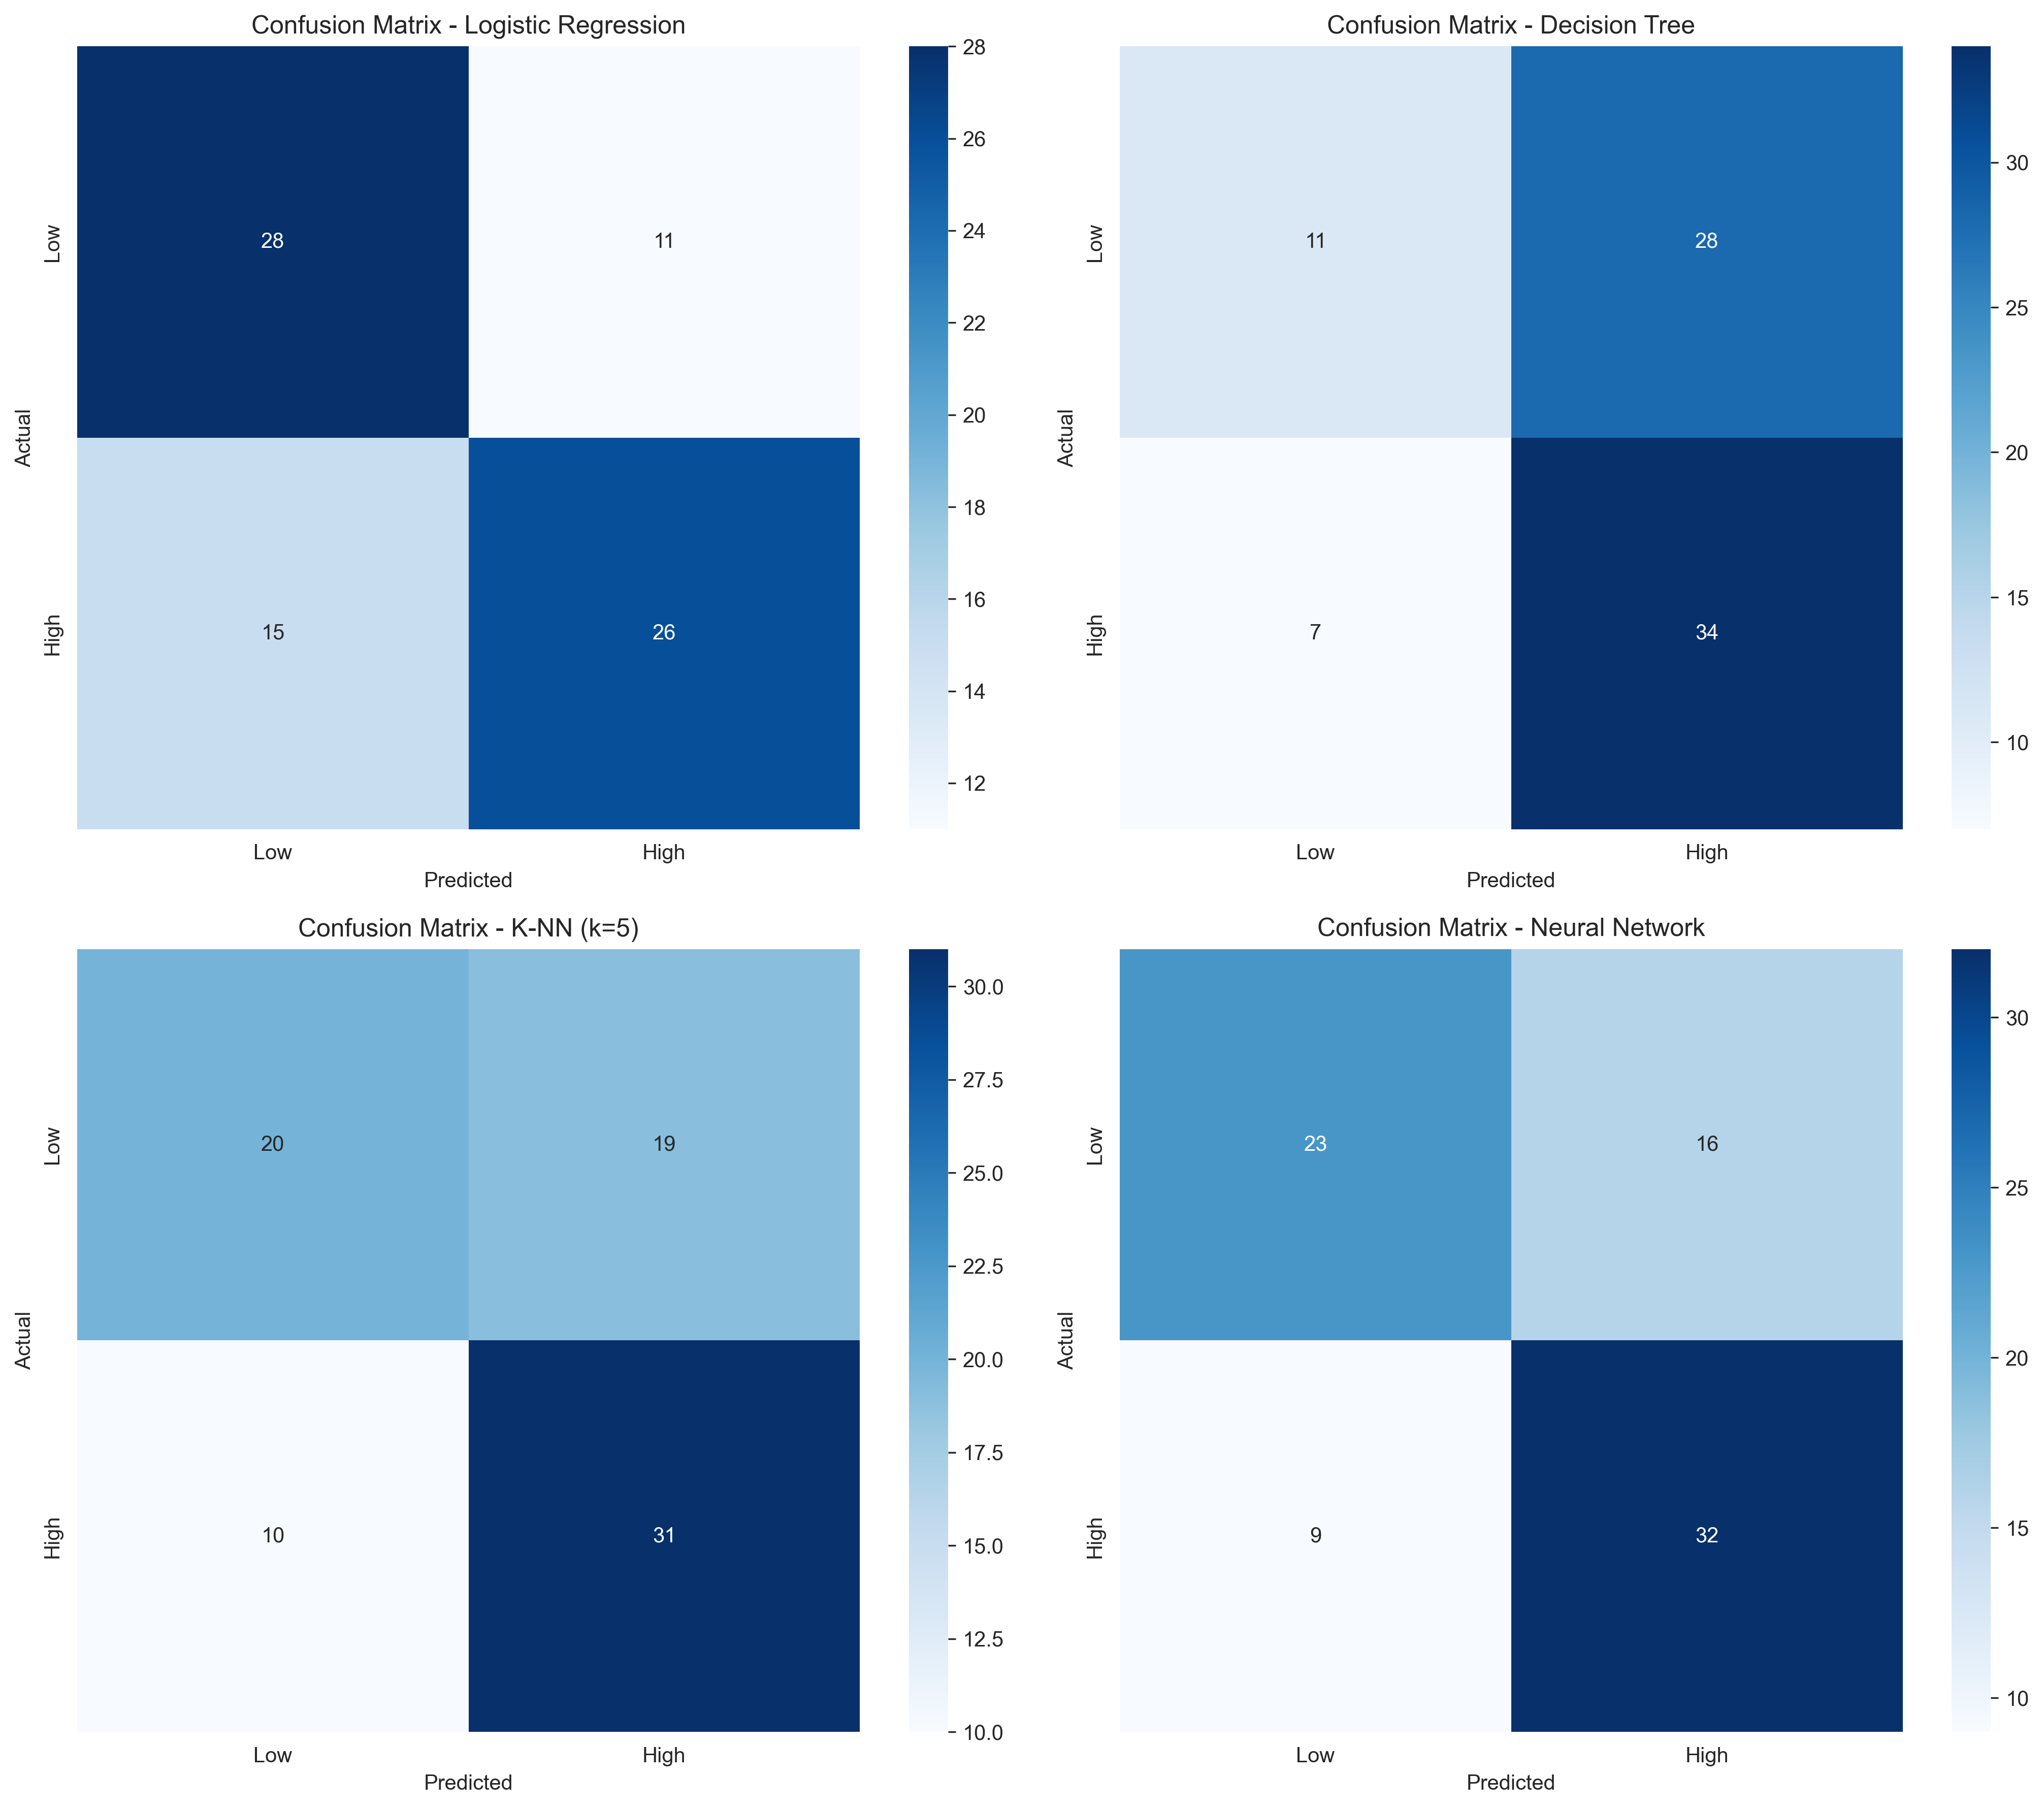 Confusion Matrix - Logistic Regression
28 11
15 26
Low
High
Actual
Low High
Predicted
28
26
24
22
20
18
16
14
12
Confusion Matrix - Decision Tree
11 28
7 34
Low
High
Actual
Low High
Predicted
30
25
20
15
10
Confusion Matrix - K-NN (k=5)
20 19
10 31
Low
High
Actual
Low High
Predicted
30.0
27.5
25.0
22.5
20.0
17.5
15.0
12.5
10.0
Confusion Matrix - Neural Network
23 16
9 32
Low
High
Actual
Low High
Predicted
30
25
20
15
10